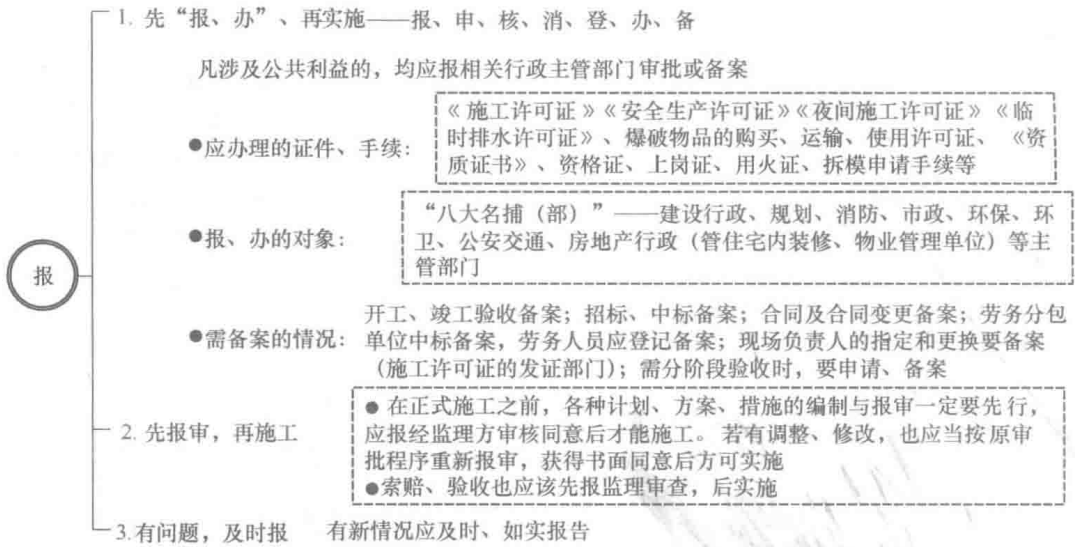 1. 先“报、办”、再实施——报、申、核、消、登、办、备
凡涉及公共利益的，均应报相关行政主管部门审批或备案
●应办理的证件、手续：
《施工许可证》《安全生产许可证》《夜间施工许可证》《临
时排水许可证》、爆破物品的购买、运输、使用许可证、《资
质证书》、资格证、上岗证、用火证、拆模申请手续等
●报、办的对象：
“八大名捕（部）”——建设行政、规划、消防、市政、环保、环
卫、公安交通、房地产行政（管住宅内装修、物业管理单位）等主
管部门
报
●需备案的情况：
开工、竣工验收备案；招标、中标备案；合同及合同变更备案；劳务分包
单位中标备案，劳务人员应登记备案；现场负责人的指定和更换要备案
（施工许可证的发证部门）；需分阶段验收时，要申请、备案
2. 先报审，再施工
●在正式施工之前，各种计划、方案、措施的编制与报审一定要先行，
应报经监理方审核同意后才能施工。若有调整、修改，也应当按原审
批程序重新报审，获得书面同意后方可实施
●索赔、验收也应该先报监理审查，后实施
3.有问题，及时报 有新情况应及时、如实报告